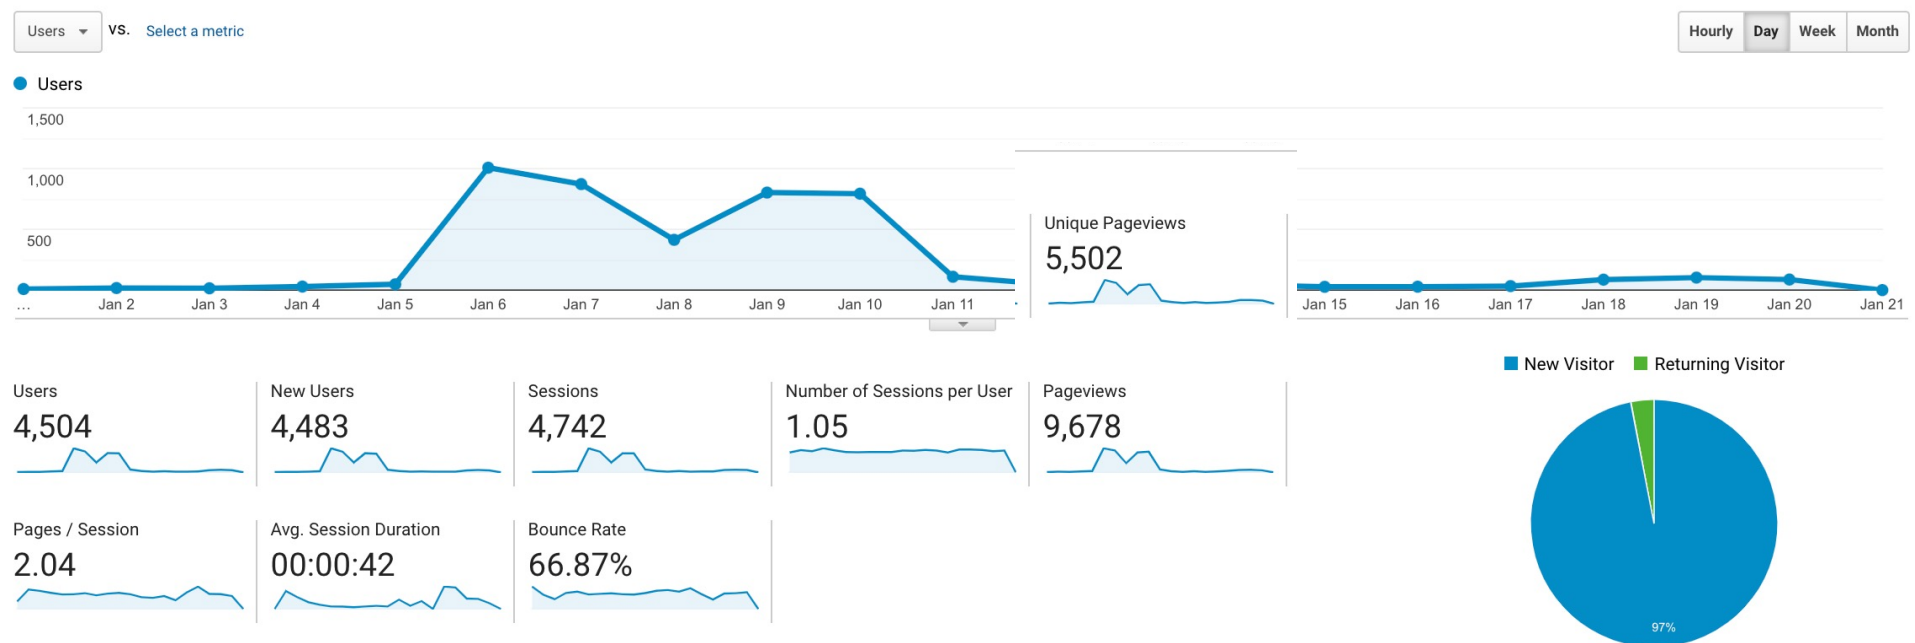 Users vs. Select a metric
Hourly Day Week Month
Users
1,500
1,000
500
Unique Pageviews
5,502
... Jan 2 Jan 3 Jan 4 Jan 5 Jan 6 Jan 7 Jan 8 Jan 9 Jan 10 Jan 11 Jan 15 Jan 16 Jan 17 Jan 18 Jan 19 Jan 20 Jan 21
New Visitor Returning Visitor
Users
4,504
New Users
4,483
Sessions
4,742
Number of Sessions per User
1.05
Pageviews
9,678
Pages / Session
2.04
Avg. Session Duration
00:00:42
Bounce Rate
66.87%
97%